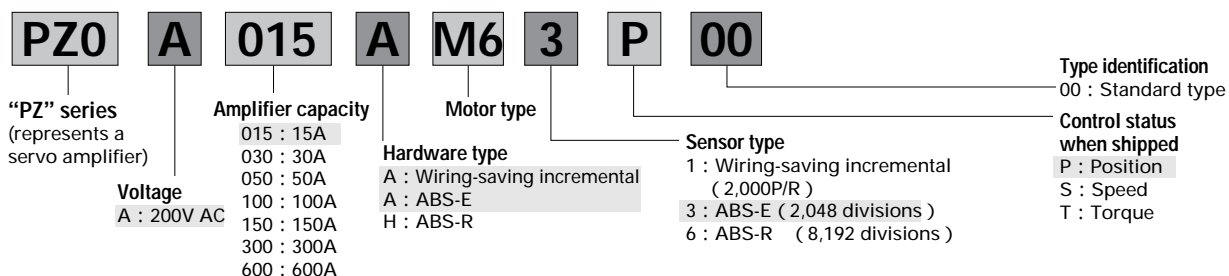 PZ0 A 015 A M6 3 P 00
"PZ" series
(represents a
servo amplifier)
Voltage
A : 200V AC
Amplifier capacity
015 : 15A
030 : 30A
050 : 50A
100 : 100A
150 : 150A
300 : 300A
600 : 600A
Hardware type
A : Wiring-saving incremental
A : ABS-E
H : ABS-R
Motor type
Sensor type
1 : Wiring-saving incremental
( 2,000P/R )
3 : ABS-E ( 2,048 divisions )
6 : ABS-R ( 8,192 divisions )
Control status
when shipped
P : Position
S : Speed
T : Torque
Type identification
00 : Standard type